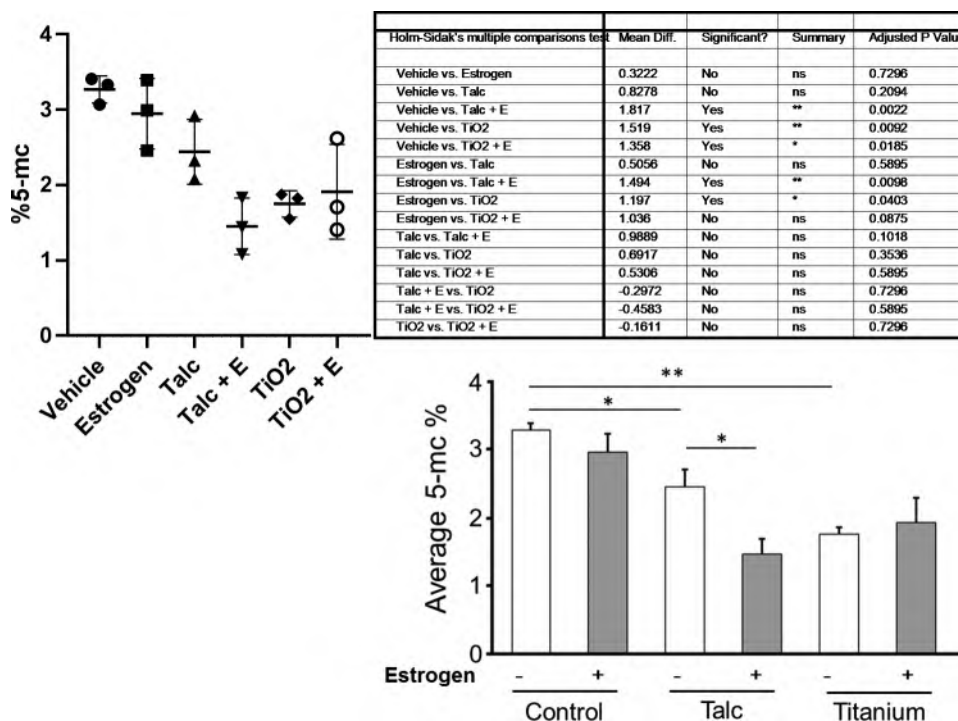 4
3
2
1
0
%5-mc
Vehicle
Estrogen
Talc
Talc + E
TiO2
TiO2 + E
Holm-Sidak's multiple comparisons test Mean Diff. Significant? Summary Adjusted P Valu
Vehicle vs. Estrogen 0.3222 No ns 0.7296
Vehicle vs. Talc 0.8278 No ns 0.2094
Vehicle vs. Talc + E 1.817 Yes ** 0.0022
Vehicle vs. TiO2 1.519 Yes ** 0.0092
Vehicle vs. TiO2 + E 1.358 Yes * 0.0185
Estrogen vs. Talc 0.5056 No ns 0.5895
Estrogen vs. Talc + E 1.494 Yes ** 0.0098
Estrogen vs. TiO2 1.197 Yes * 0.0403
Estrogen vs. TiO2 + E 1.036 No ns 0.0875
Talc vs. Talc + E 0.9889 No ns 0.1018
Talc vs. TiO2 0.6917 No ns 0.3536
Talc vs. TiO2 + E 0.5306 No ns 0.5895
Talc + E vs. TiO2 -0.2972 No ns 0.7296
Talc + E vs. TiO2 + E -0.4583 No ns 0.5895
TiO2 vs. TiO2 + E -0.1611 No ns 0.7296
**
*
*
4
3
2
1
0
Average 5-mc %
Estrogen - + - + - +
Control Talc Titanium